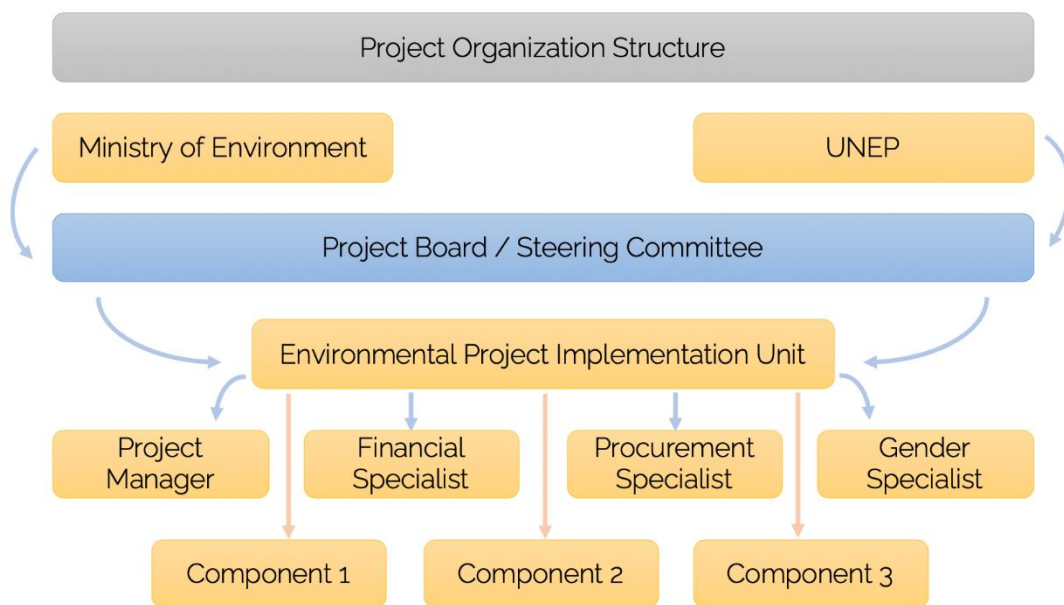 Project Organization Structure
Ministry of Environment
UNEP
Project Board / Steering Committee
Environmental Project Implementation Unit
Project
Manager
Financial
Specialist
Procurement
Specialist
Gender
Specialist
Component 1
Component 2
Component 3